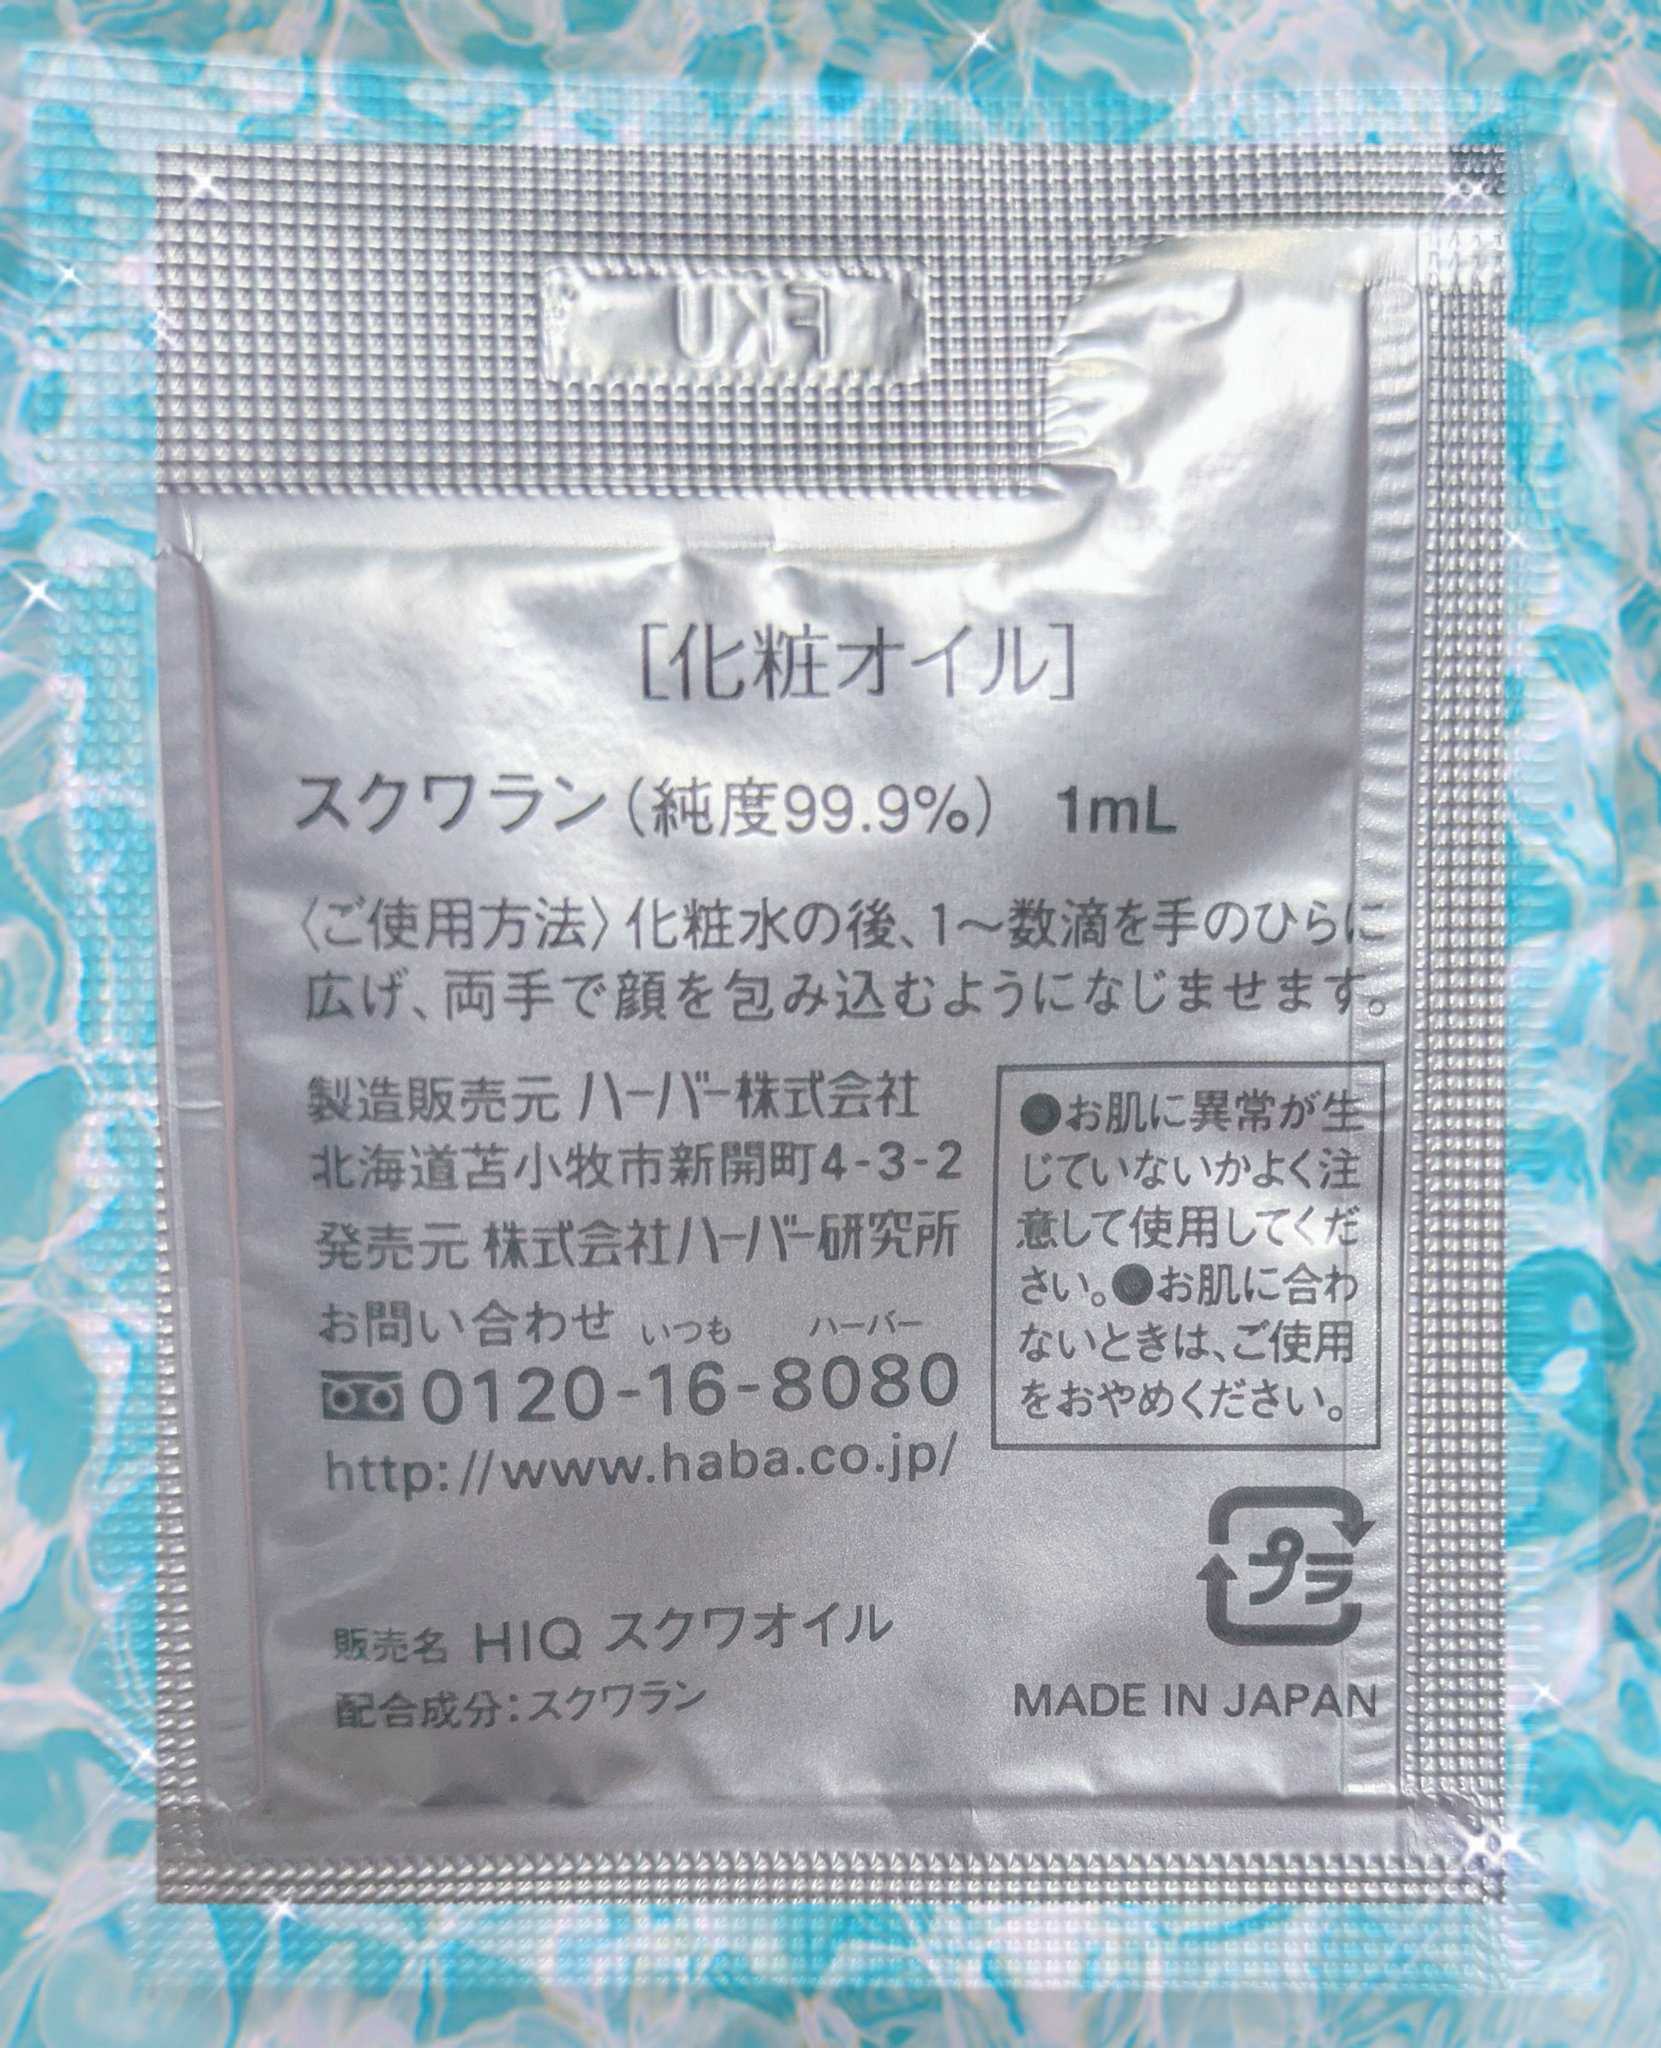 [化粧オイル]
スクワラン(純度99.9%) 1mL
〈ご使用方法〉化粧水の後、1〜数滴を手のひらに
広げ、両手で顔を包み込むようになじませます。
製造販売元 ハーバー株式会社
北海道苫小牧市新開町4-3-2
発売元 株式会社ハーバー研究所
お問い合わせ いつも ハーバー
0120-16-8080
http://www.haba.co.jp/
●お肌に異常が生
じていないかよく注
意して使用してくだ
さい。●お肌に合わ
ないときは、ご使用
をおやめください。
プラ
販売名 HIQ スクワオイル
配合成分:スクワラン
MADE IN JAPAN